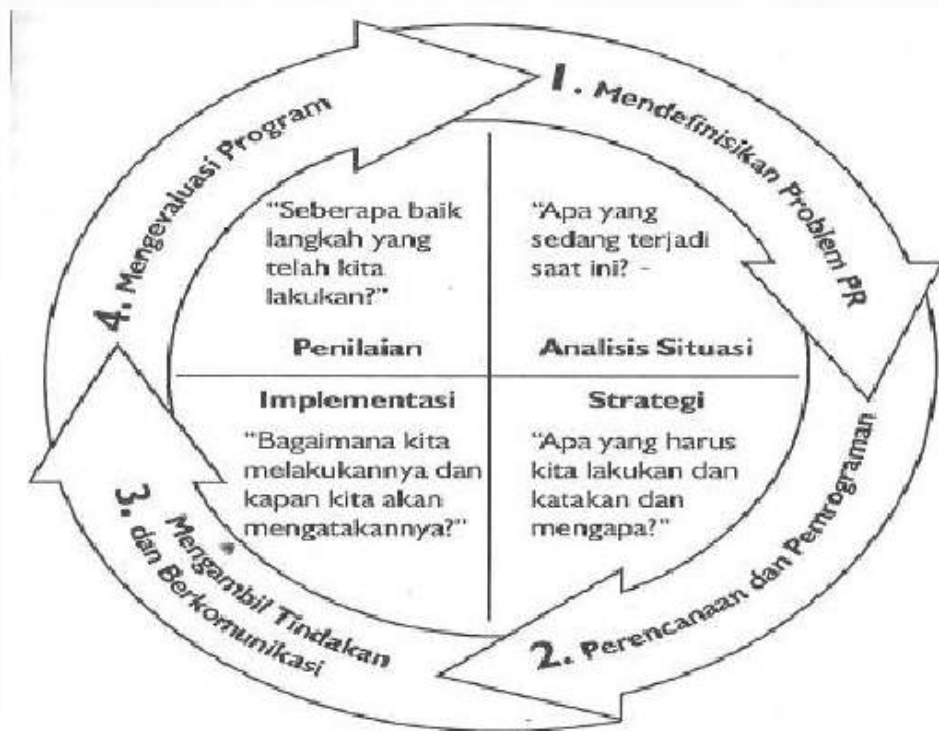 1. Mendefinisikan Problem PR
"Apa yang
sedang terjadi
saat ini? -
Analisis Situasi
2. Perencanaan dan Pemrograman
Strategi
"Apa yang harus
kita lakukan dan
katakan dan
mengapa?"
3. Mengambil Tindakan
dan Berkomunikasi
Implementasi
"Bagaimana kita
melakukannya dan
kapan kita akan
mengatakannya?"
4. Mengevaluasi Program
"Seberapa baik
langkah yang
telah kita
lakukan?"
Penilaian